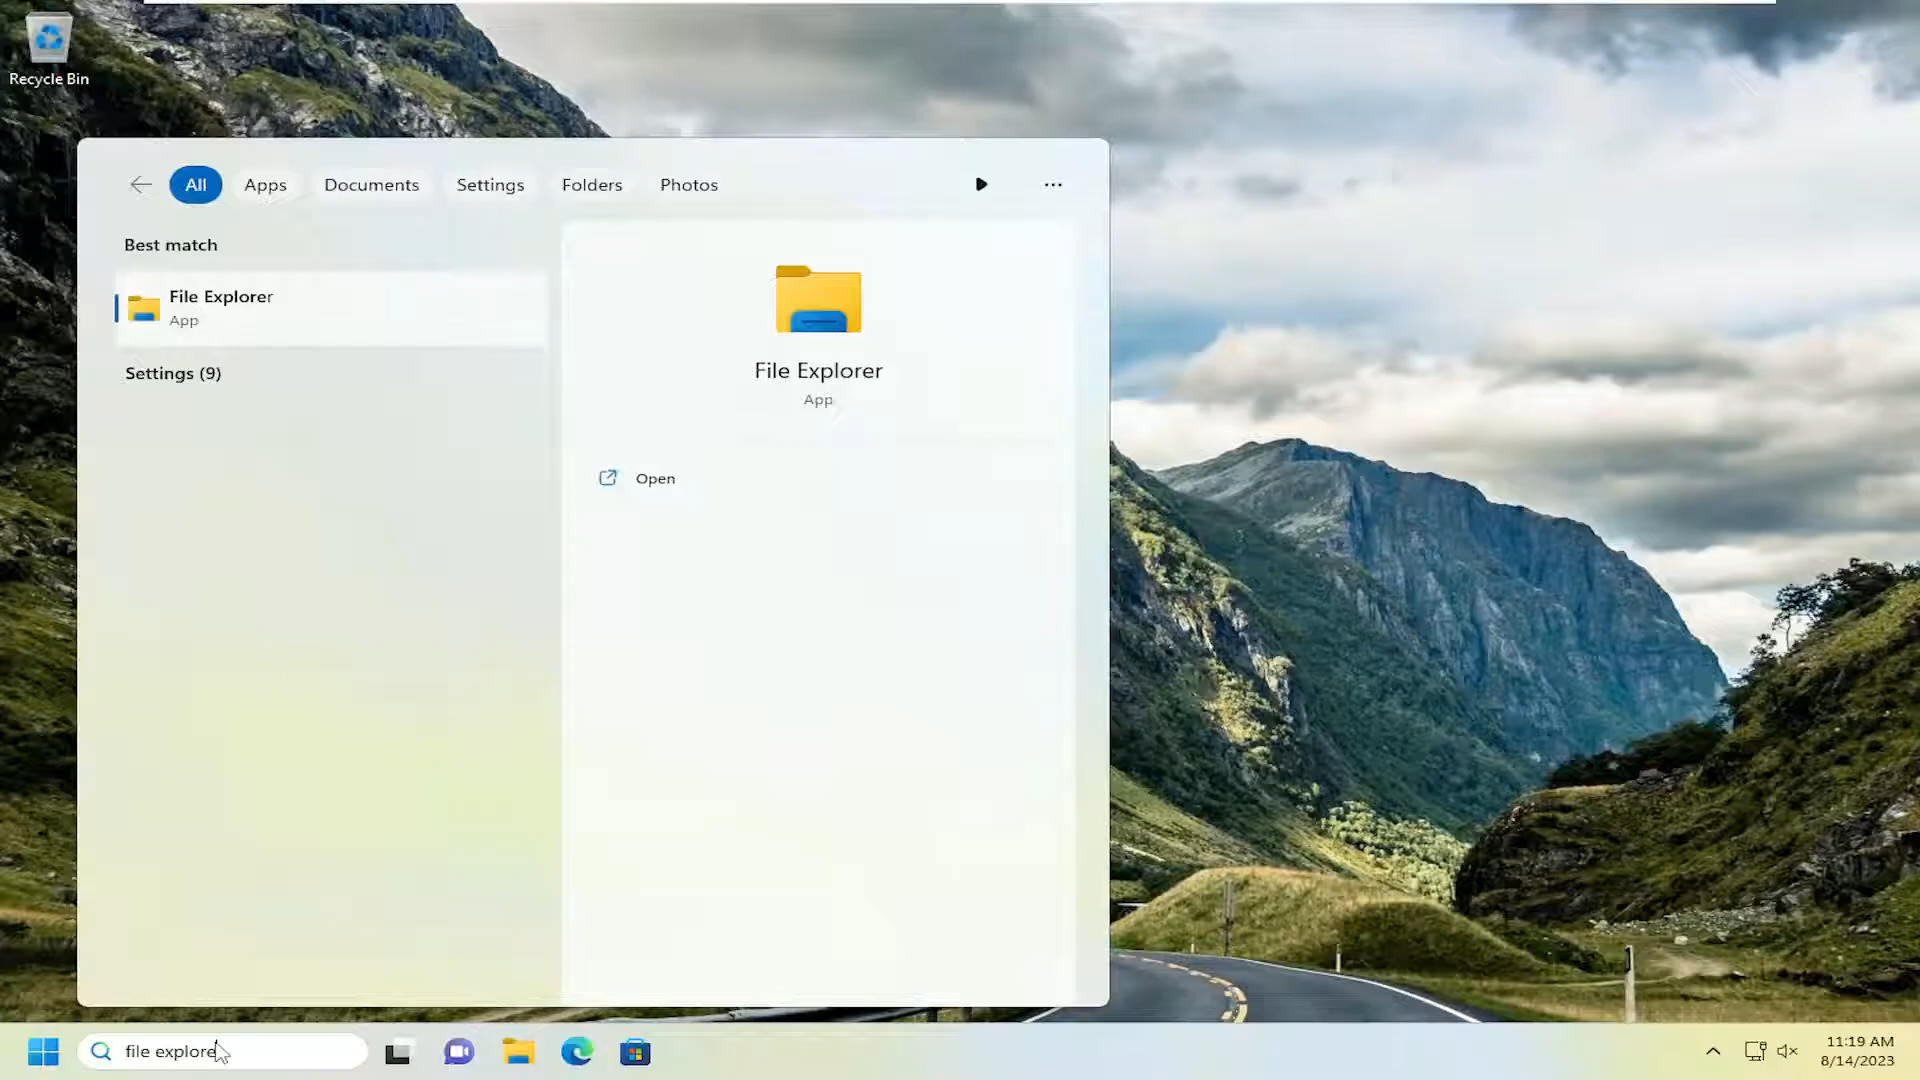 Recycle Bin
All Apps Documents Settings Folders Photos
Best match
File Explorer
App
Settings (9)
File Explorer
App
Open
file explore
11:19 AM
8/14/2023